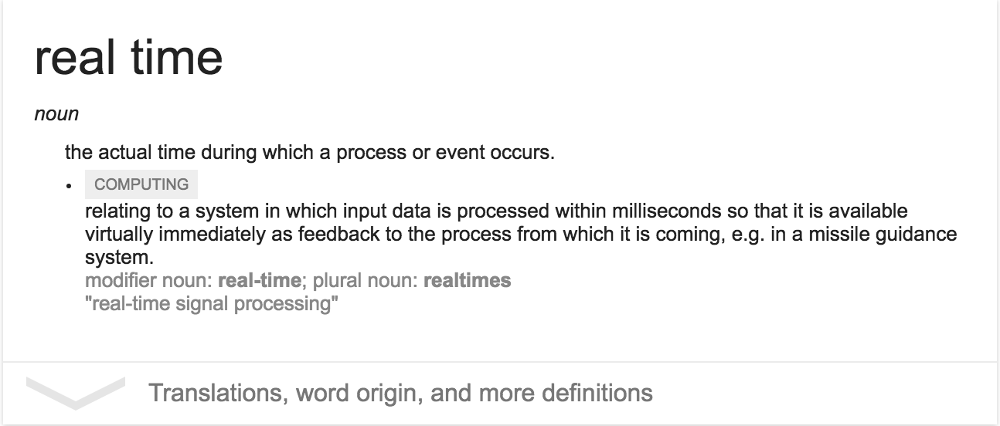 real time
noun
the actual time during which a process or event occurs.
• COMPUTING
relating to a system in which input data is processed within milliseconds so that it is available
virtually immediately as feedback to the process from which it is coming, e.g. in a missile guidance
system.
modifier noun: real-time; plural noun: realtimes
"real-time signal processing"
Translations, word origin, and more definitions